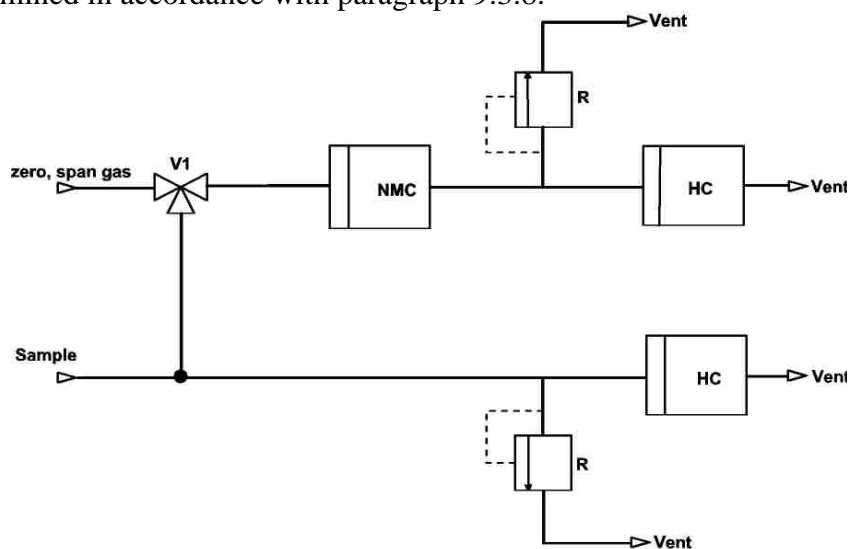 in accordance with paragraph 9.3.8.
Vent
R
V1
zero, span gas
NMC
HC
Vent
Sample
HC
Vent
R
Vent